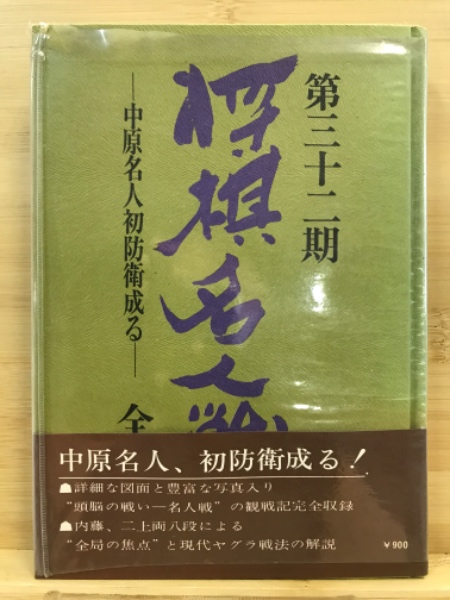 第三十二期
将棋名人戦
―中原名人初防衛成る―
全
中原名人、初防衛成る!
☗詳細な図面と豊富な写真入り
“頭脳の戦い―名人戦”の観戦記完全収録
☗内藤、二上両八段による
“全局の焦点”と現代ヤグラ戦法の解説
¥900